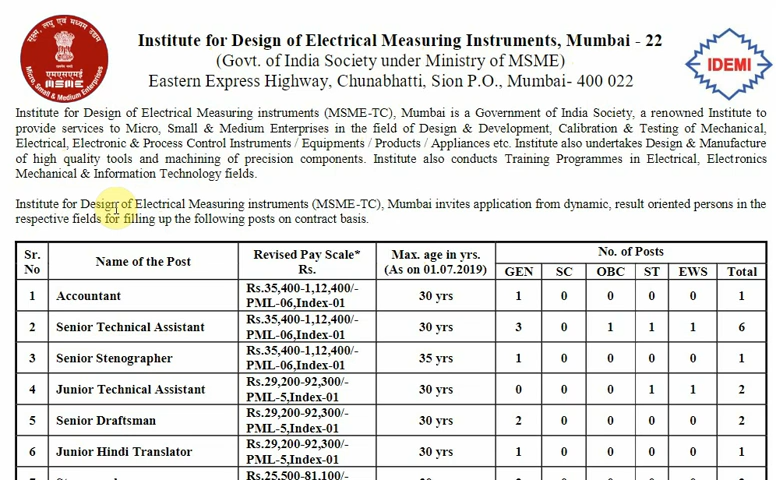 सूक्ष्म, लघु एवं मध्यम उद्यम
एमएसएमई
MSME
Micro, Small & Medium Enterprises
Institute for Design of Electrical Measuring Instruments, Mumbai - 22
(Govt. of India Society under Ministry of MSME)
Eastern Express Highway, Chunabhatti, Sion P.O., Mumbai- 400 022
IDEMI
Institute for Design of Electrical Measuring instruments (MSME-TC), Mumbai is a Government of India Society, a renowned Institute to
provide services to Micro, Small & Medium Enterprises in the field of Design & Development, Calibration & Testing of Mechanical,
Electrical, Electronic & Process Control Instruments / Equipments / Products / Appliances etc. Institute also undertakes Design & Manufacture
of high quality tools and machining of precision components. Institute also conducts Training Programmes in Electrical, Electronics
Mechanical & Information Technology fields.
Institute for Design of Electrical Measuring instruments (MSME-TC), Mumbai invites application from dynamic, result oriented persons in the
respective fields for filling up the following posts on contract basis.
Sr. No Name of the Post Revised Pay Scale* Rs. Max. age in yrs. (As on 01.07.2019) No. of Posts
GEN SC OBC ST EWS Total
1 Accountant Rs.35,400-1,12,400/- PML-06,Index-01 30 yrs 1 0 0 0 0 1
2 Senior Technical Assistant Rs.35,400-1,12,400/- PML-06,Index-01 30 yrs 3 0 1 1 1 6
3 Senior Stenographer Rs.35,400-1,12,400/- PML-06,Index-01 35 yrs 1 0 0 0 0 1
4 Junior Technical Assistant Rs.29,200-92,300/- PML-5,Index-01 30 yrs 0 0 0 1 1 2
5 Senior Draftsman Rs.29,200-92,300/- PML-5,Index-01 30 yrs 2 0 0 0 0 2
6 Junior Hindi Translator Rs.29,200-92,300/- PML-5,Index-01 30 yrs 1 0 0 0 0 1
Rs.25,500-81,100/-